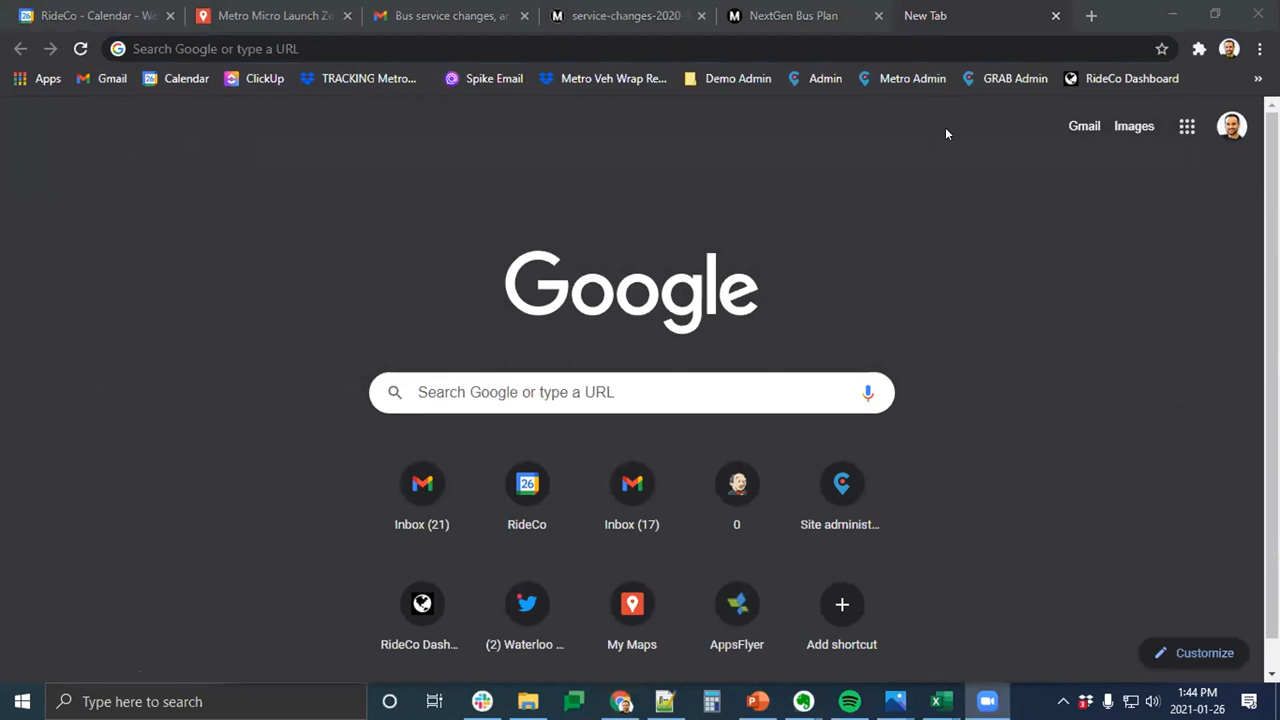 RideCo - Calendar - We
Metro Micro Launch Zo
Bus service changes, ar
service-changes-2020-
NextGen Bus Plan
New Tab
Search Google or type a URL
Apps
Gmail
Calendar
ClickUp
TRACKING Metro...
Spike Email
Metro Veh Wrap Re...
Demo Admin
Admin
Metro Admin
GRAB Admin
RideCo Dashboard
»
Gmail
Images
Google
Search Google or type a URL
26
Inbox (21)
RideCo
Inbox (17)
0
Site administ...
RideCo Dash...
(2) Waterloo ...
My Maps
AppsFlyer
Add shortcut
Customize
Type here to search
1:44 PM
2021-01-26